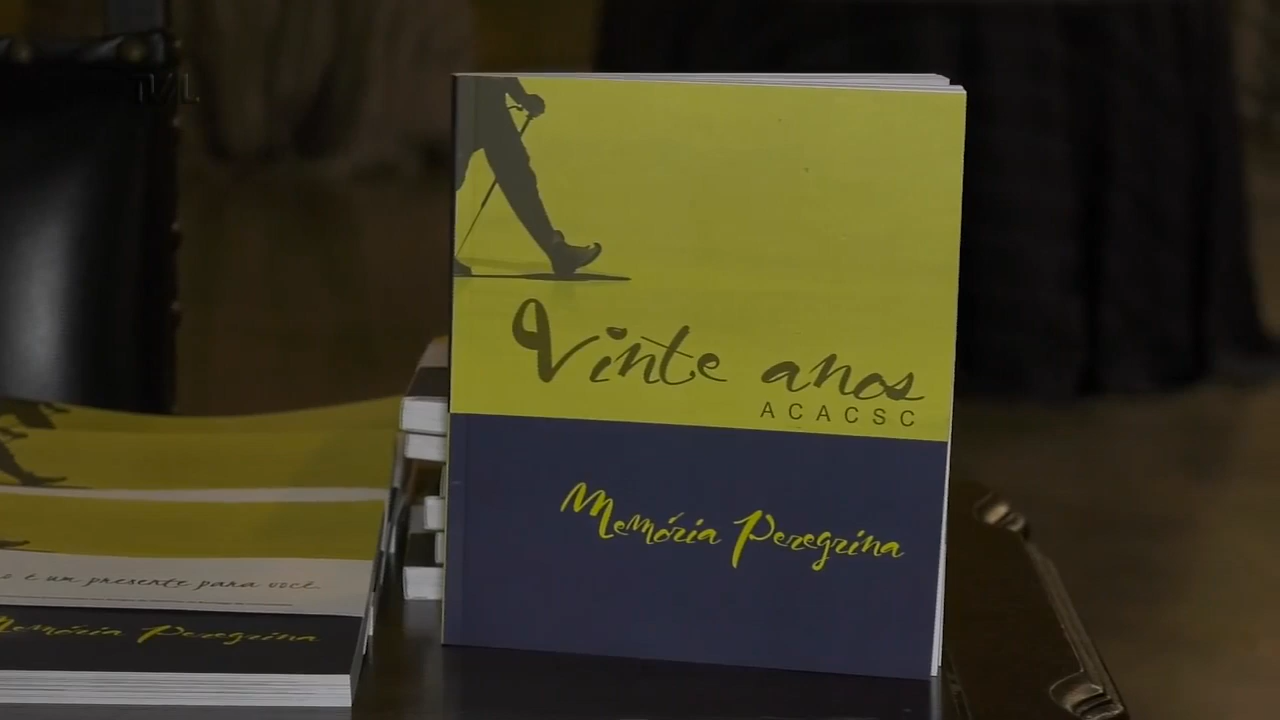 Vinte anos
ACACSC
Memória Peregrina
é um presente para você
Memória Peregrina